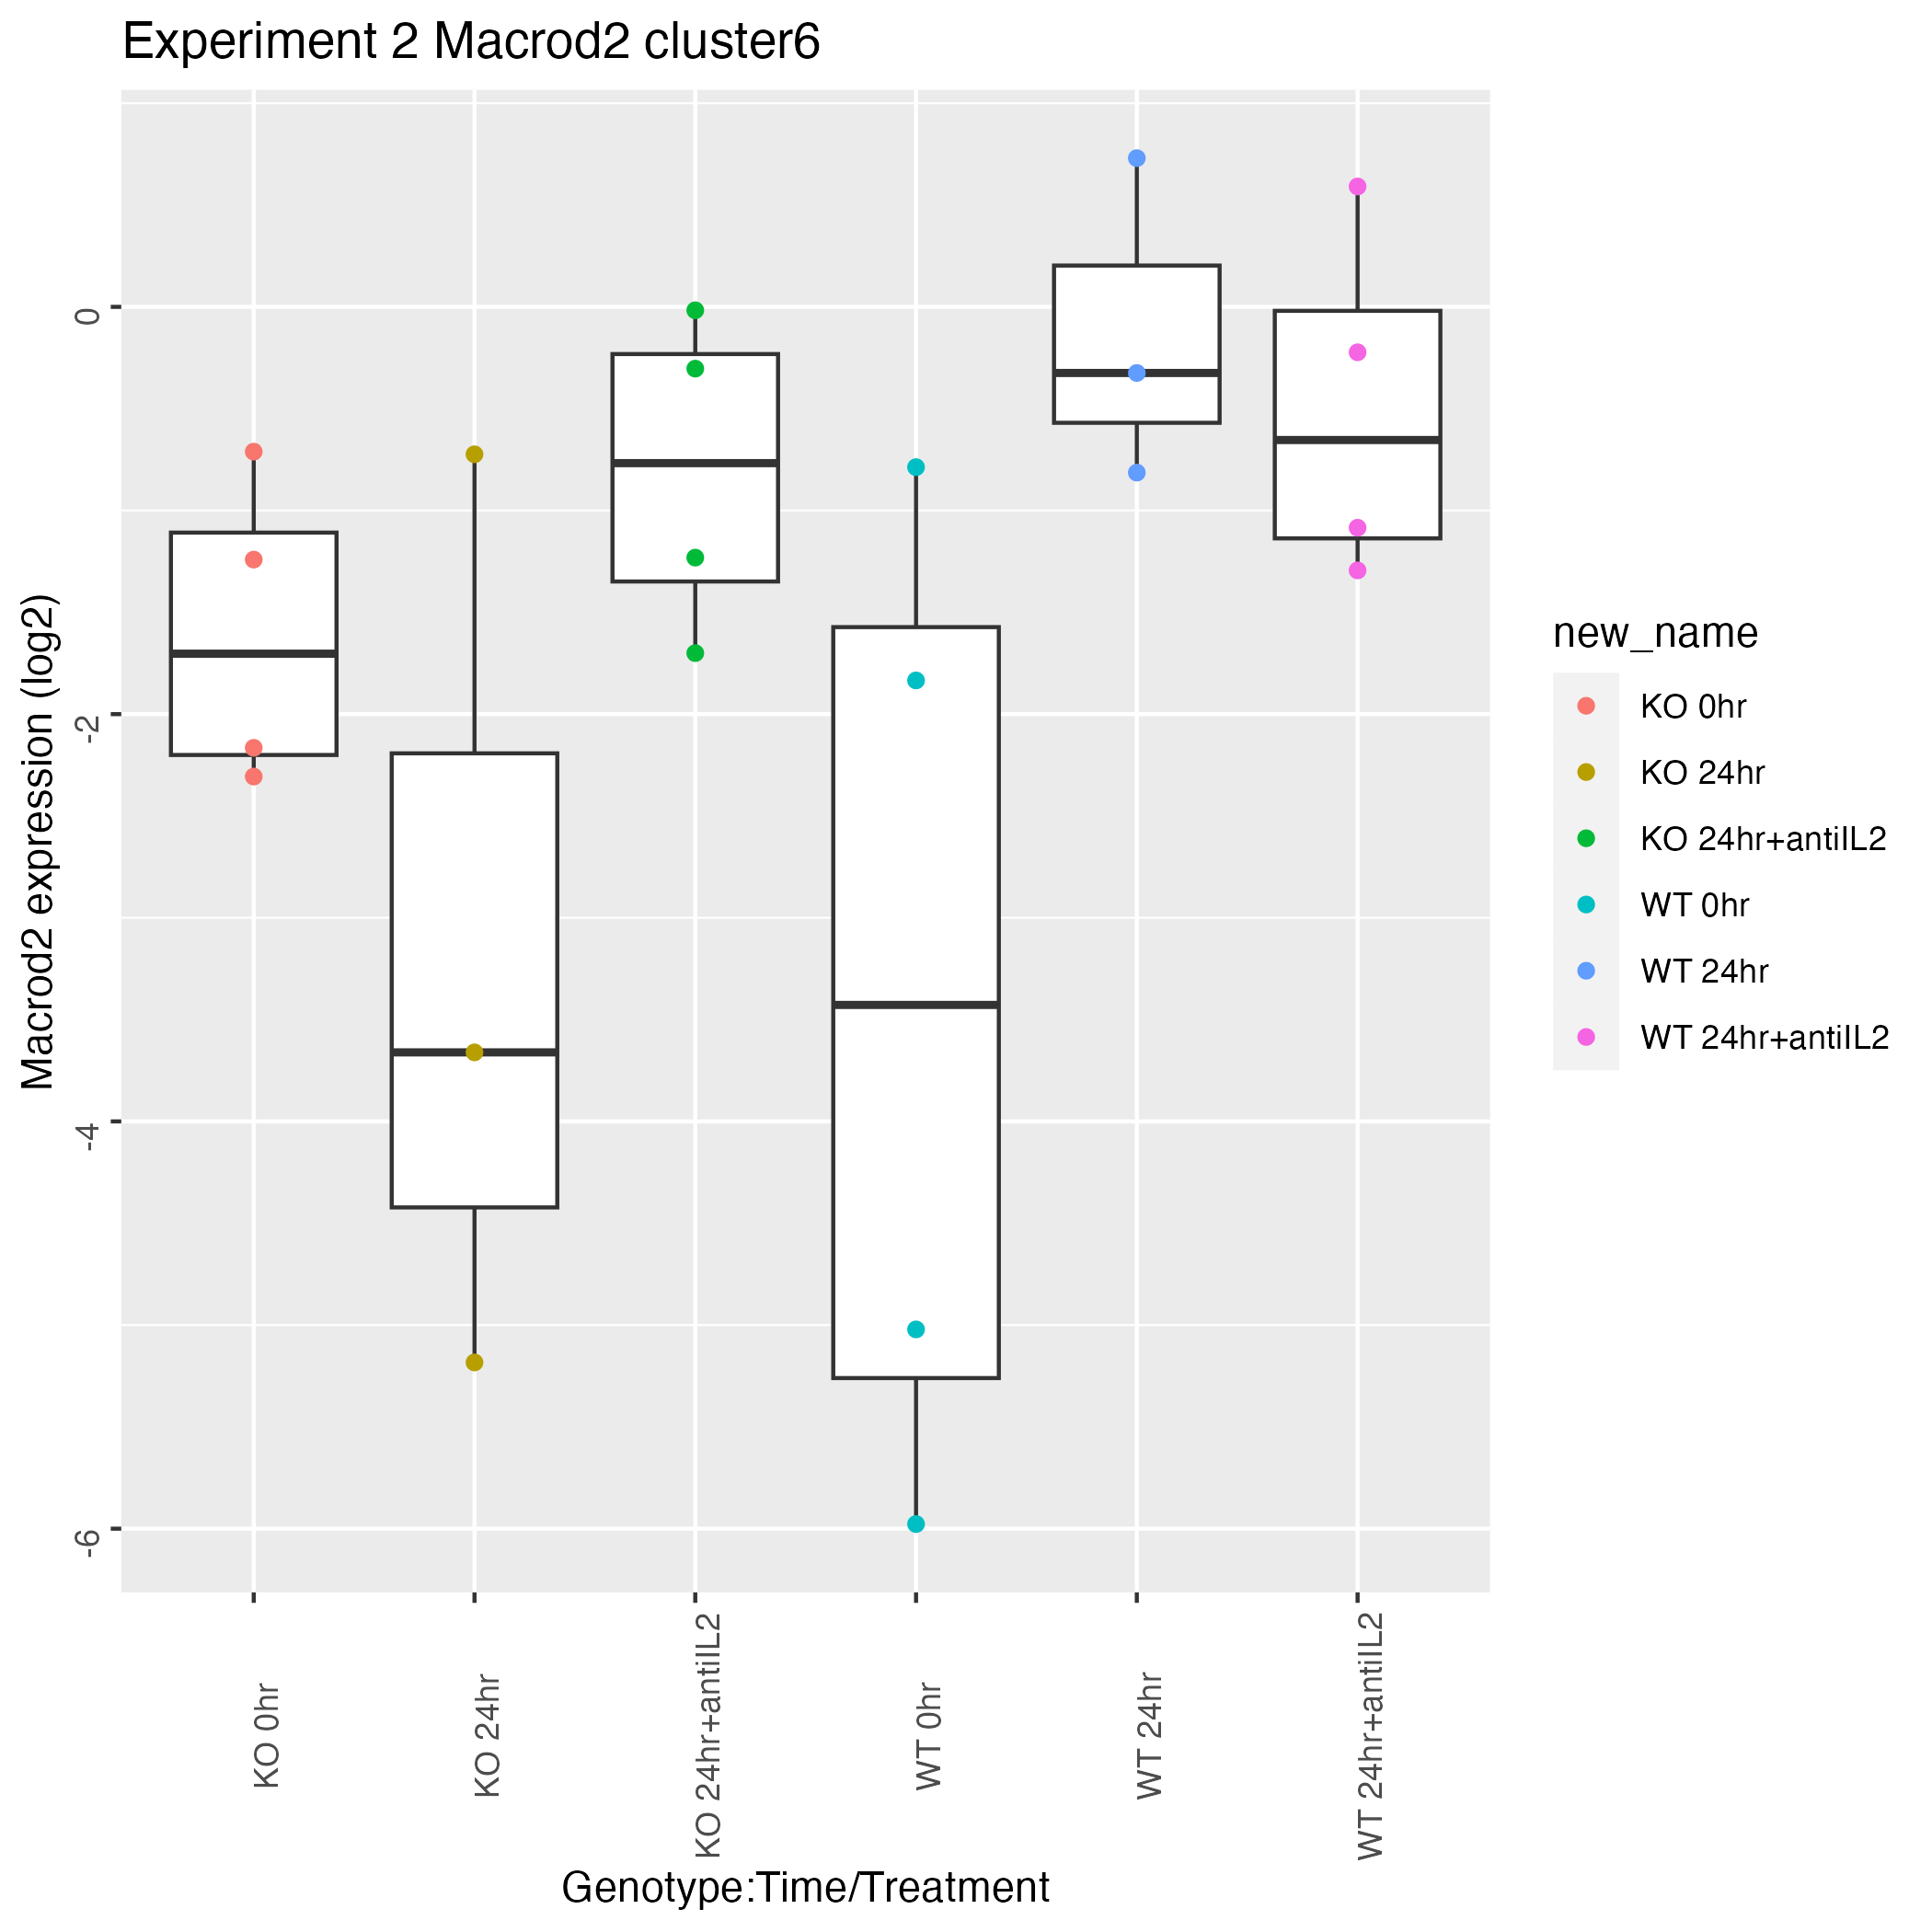 Experiment 2 Macrod2 cluster6
Macrod2 expression (log2)
0
-2
-4
-6
KO 0hr
KO 24hr
KO 24hr+antiIL2
WT 0hr
WT 24hr
WT 24hr+antiIL2
Genotype:Time/Treatment
new_name
KO 0hr
KO 24hr
KO 24hr+antiIL2
WT 0hr
WT 24hr
WT 24hr+antiIL2